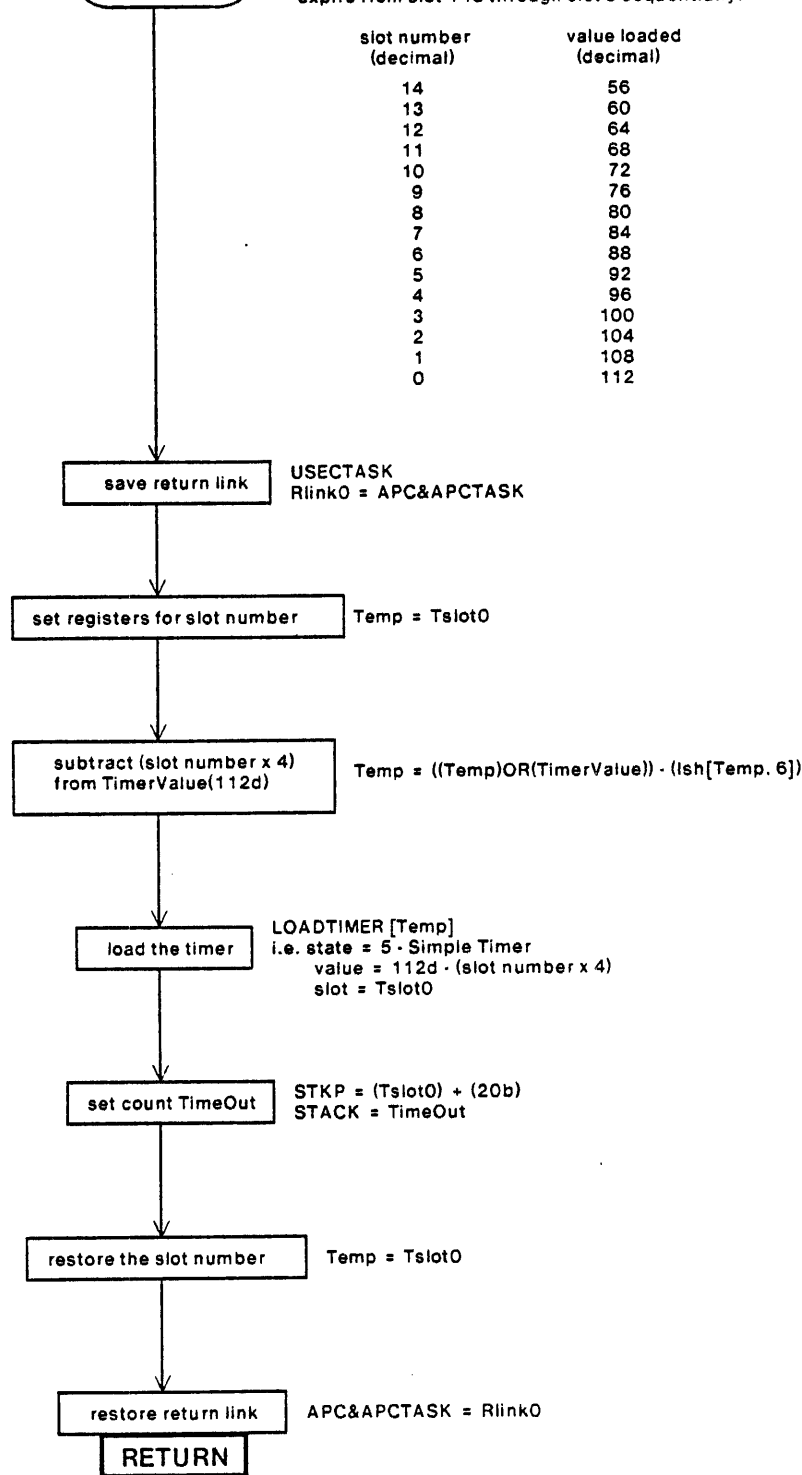 slot number value loaded
(decimal) (decimal)
14 56
13 60
12 64
11 68
10 72
9 76
8 80
7 84
6 88
5 92
4 96
3 100
2 104
1 108
0 112
save return link
USECTASK
Rlink0 = APC&APCTASK
set registers for slot number
Temp = Tslot0
subtract (slot number x 4)
from TimerValue(112d)
Temp = ((Temp)OR(TimerValue)) - (lsh[Temp. 6])
load the timer
LOADTIMER [Temp]
i.e. state = 5 - Simple Timer
value = 112d - (slot number x 4)
slot = Tslot0
set count TimeOut
STKP = (Tslot0) + (20b)
STACK = TimeOut
restore the slot number
Temp = Tslot0
restore return link
APC&APCTASK = Rlink0
RETURN